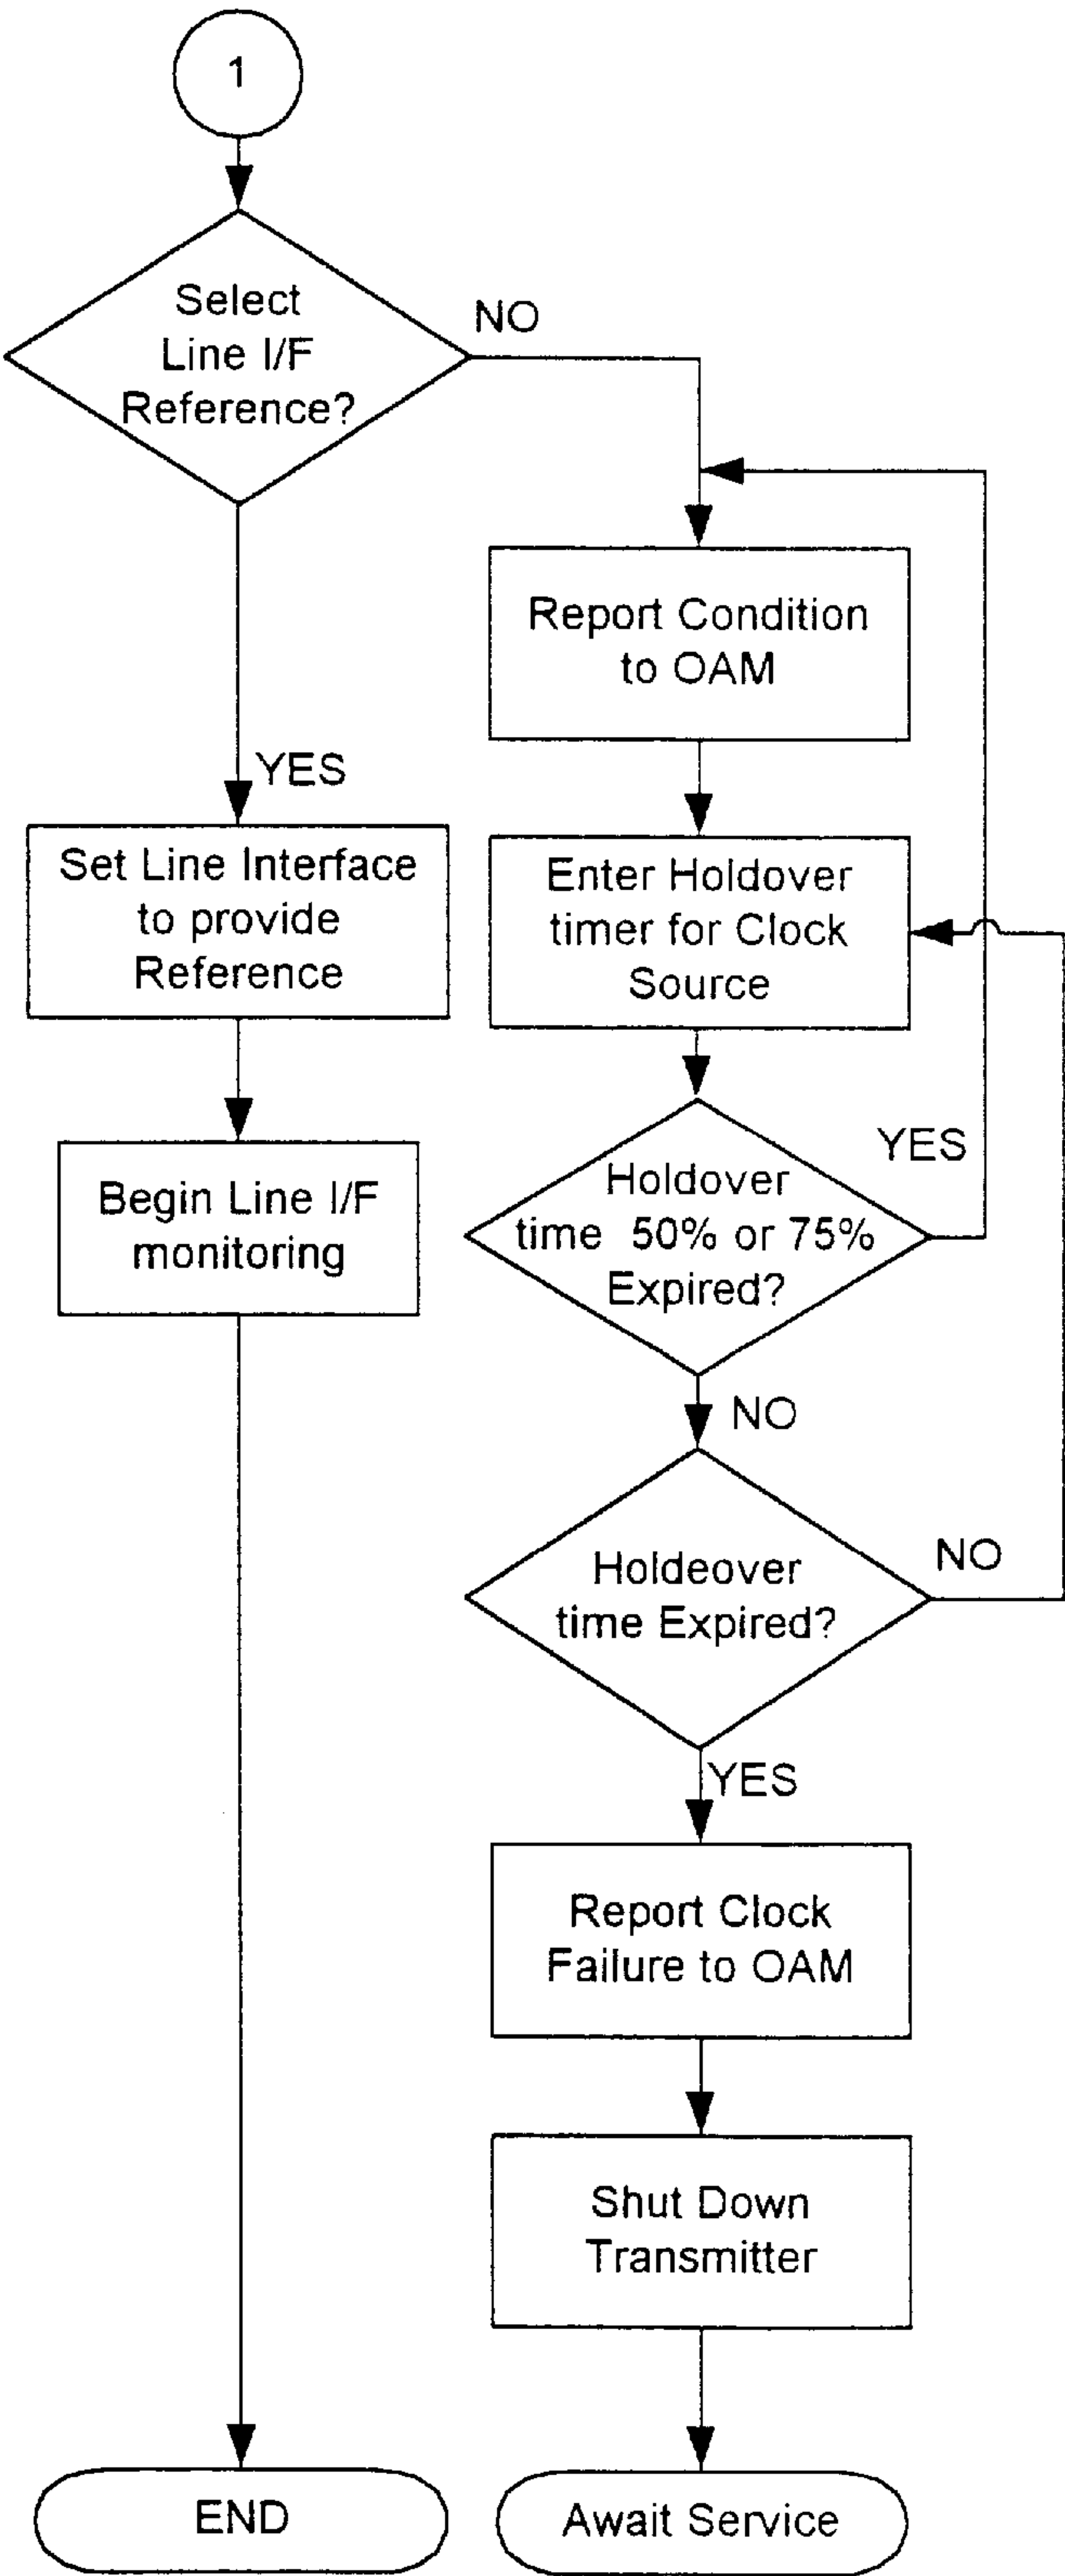 1
Select
Line I/F
Reference?
NO
YES
Set Line Interface
to provide
Reference
Begin Line I/F
monitoring
END
Report Condition
to OAM
Enter Holdover
timer for Clock
Source
Holdover
time 50% or 75%
Expired?
YES
NO
Holdeover
time Expired?
NO
YES
Report Clock
Failure to OAM
Shut Down
Transmitter
Await Service